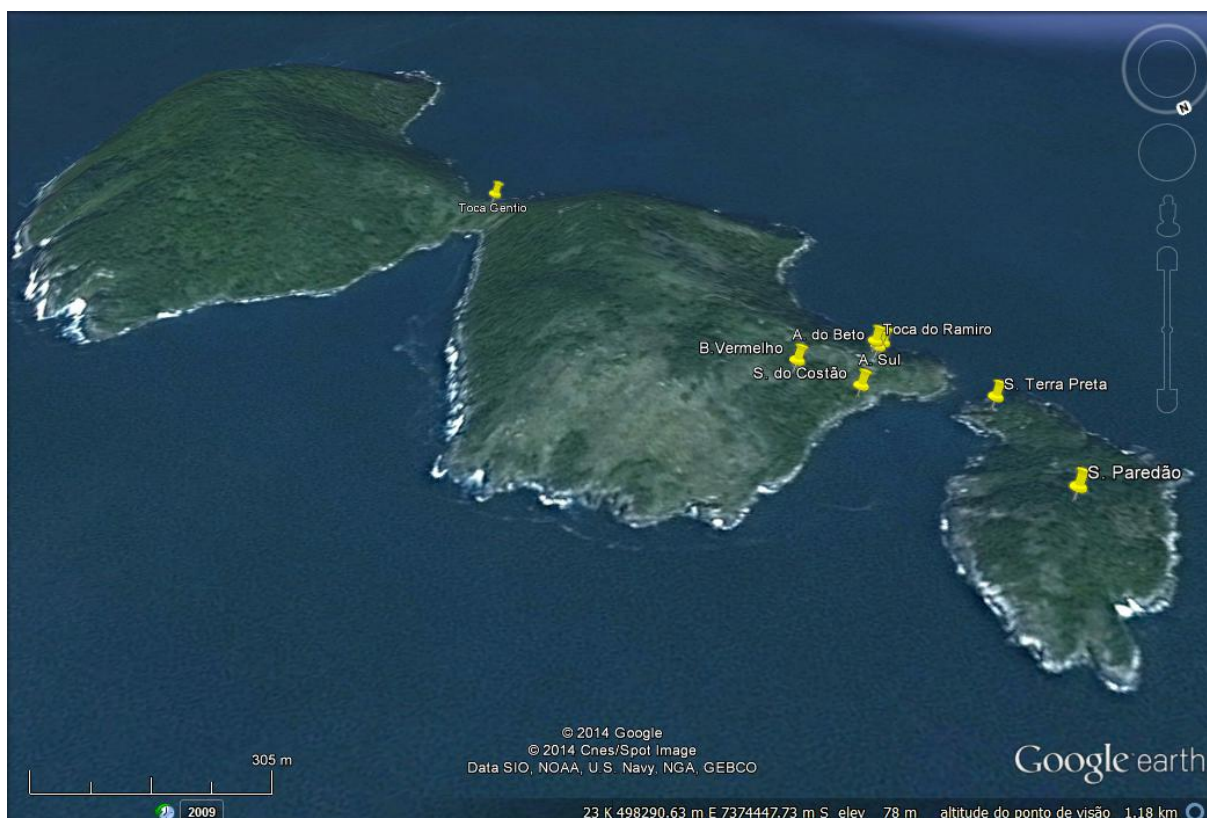 N
Toca Gentio
A. do Beto
Toca do Ramiro
B.Vermelho
A. Sul
S. do Costão
S. Terra Preta
S. Paredão
© 2014 Google
© 2014 Cnes/Spot Image
Data SIO, NOAA, U.S. Navy, NGA, GEBCO
305 m
Google earth
2009
23 K 498290.63 m E 7374447.73 m S elev 78 m altitude do ponto de visão 1.18 km